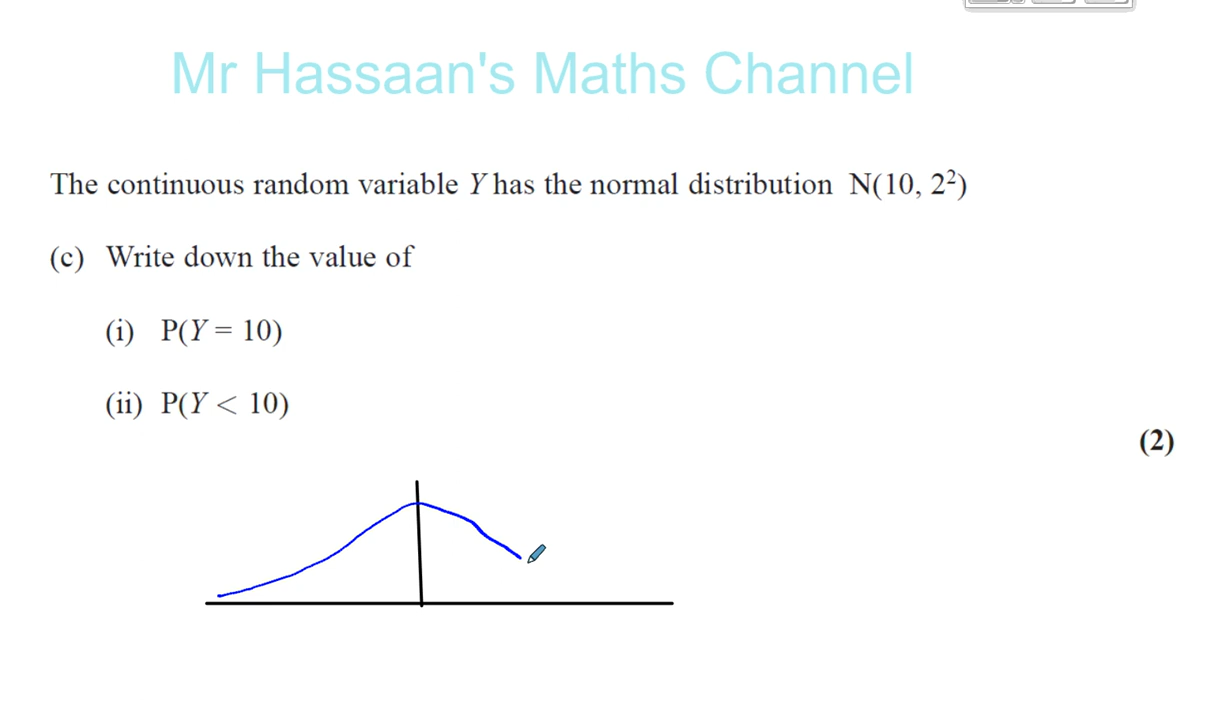 Mr Hassaan's Maths Channel
The continuous random variable Y has the normal distribution N(10, 2²)
(c) Write down the value of
(i) P(Y = 10)
(ii) P(Y < 10)
(2)